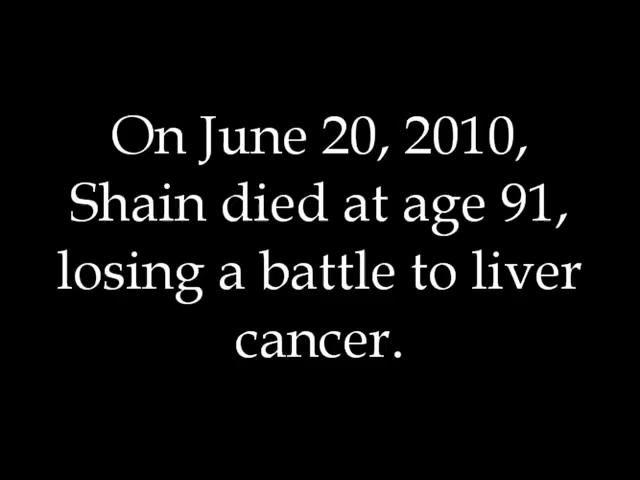 On June 20, 2010,
Shain died at age 91,
losing a battle to liver
cancer.